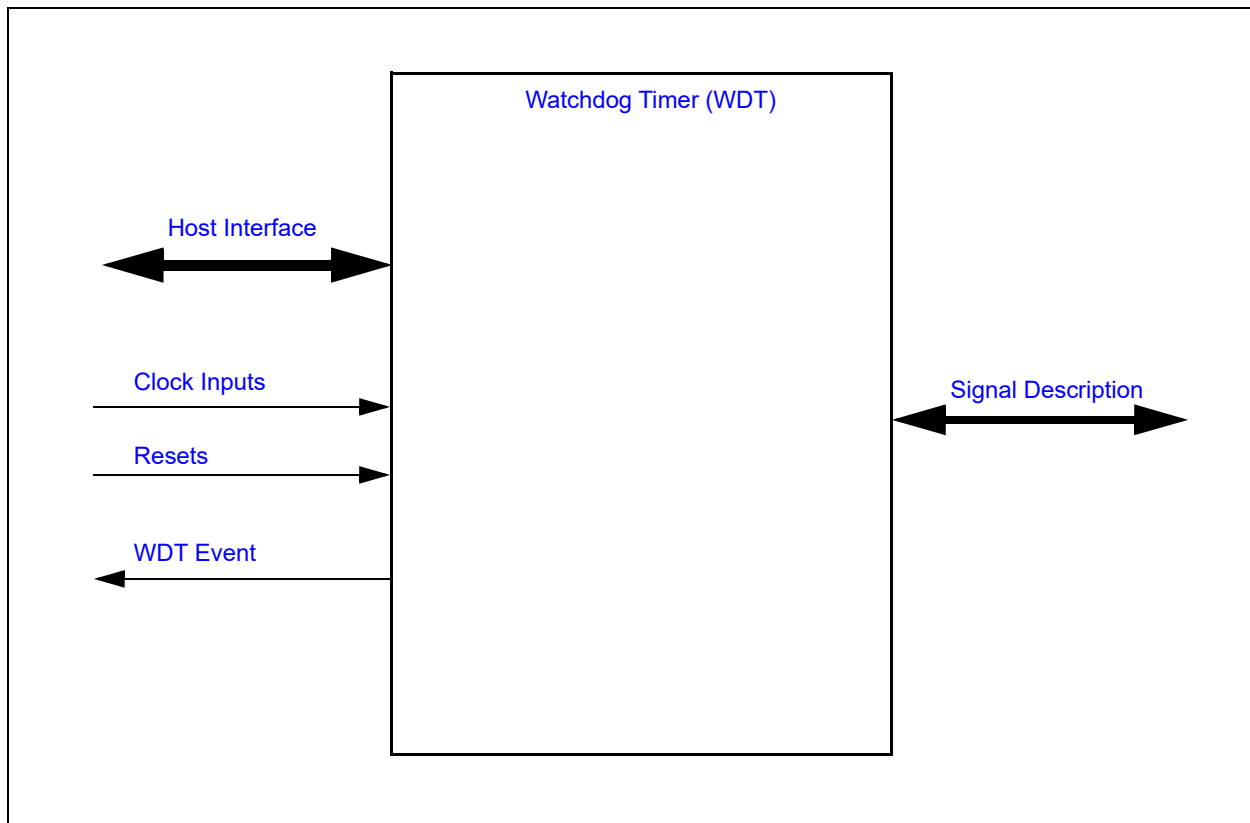 Watchdog Timer (WDT)
Host Interface
Clock Inputs
Signal Description
Resets
WDT Event